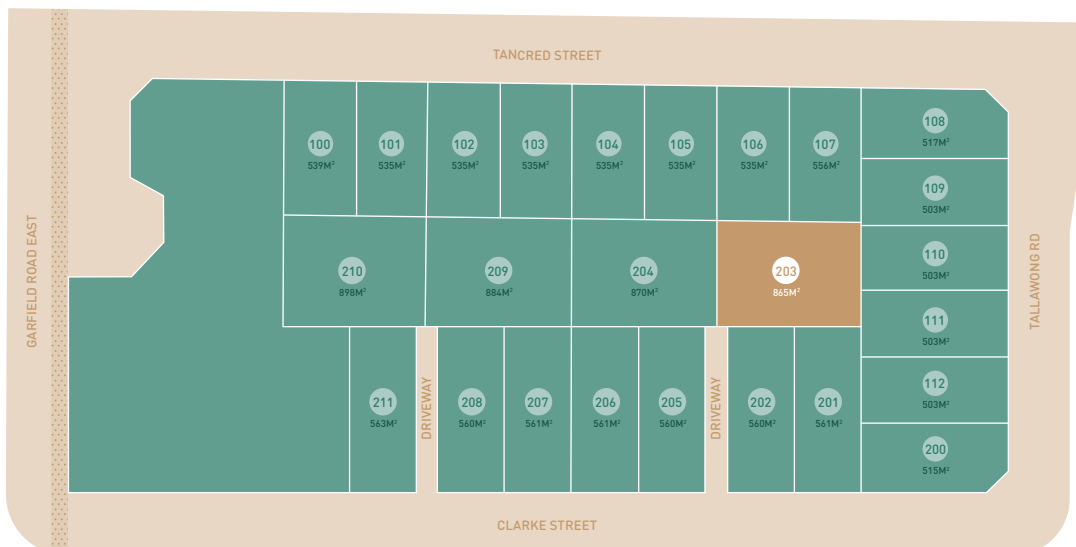 TANCRED STREET
100
539M²
101
535M²
102
535M²
103
535M²
104
535M²
105
535M²
106
535M²
107
556M²
108
517M²
109
503M²
110
503M²
111
503M²
112
503M²
200
515M²
210
898M²
209
884M²
204
870M²
203
865M²
211
563M²
DRIVEWAY
208
560M²
207
561M²
206
561M²
205
560M²
DRIVEWAY
202
560M²
201
561M²
GARFIELD ROAD EAST
TALLAWONG RD
CLARKE STREET